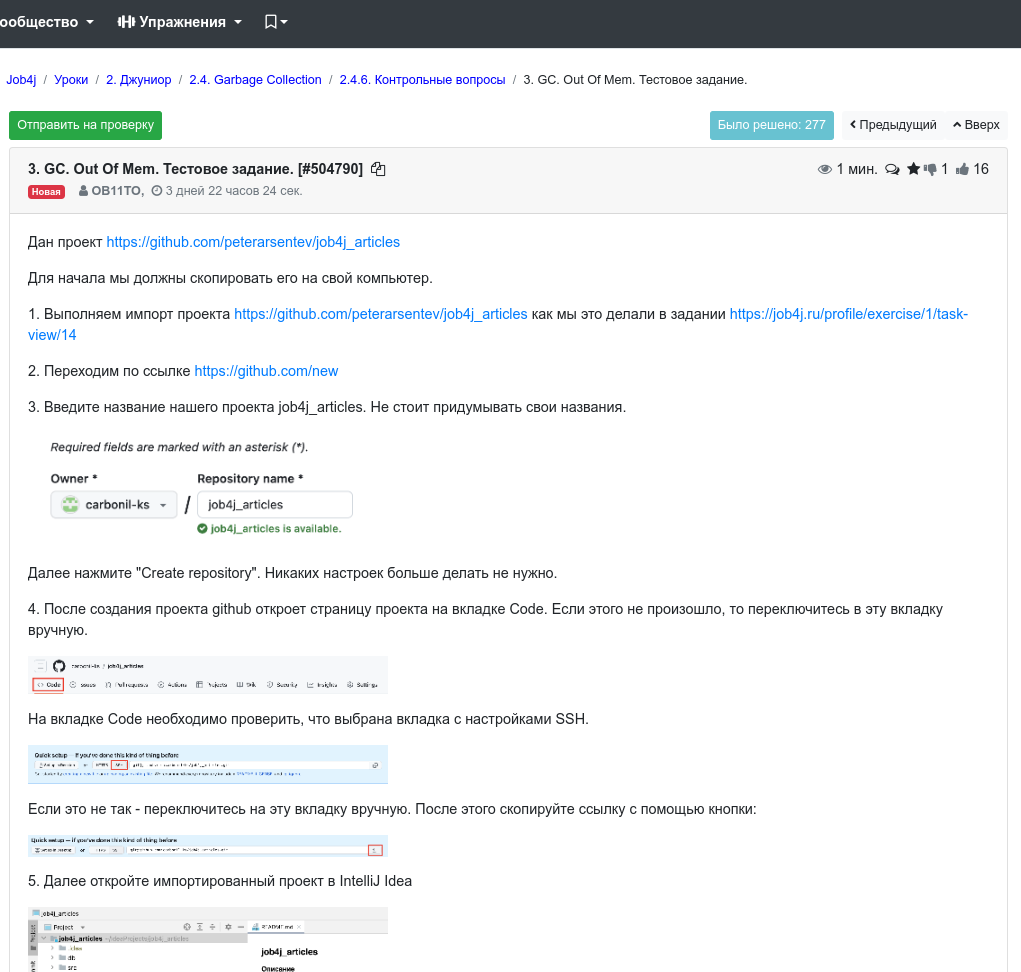 ообщество Упражнения
Job4j / Уроки / 2. Джуниор / 2.4. Garbage Collection / 2.4.6. Контрольные вопросы / 3. GC. Out Of Mem. Тестовое задание.
Отправить на проверку Было решено: 277 Предыдущий Вверх
3. GC. Out Of Mem. Тестовое задание. [#504790] 1 мин. 1 16
Новая OB11TO, 3 дней 22 часов 24 сек.
Дан проект https://github.com/peterarsentev/job4j_articles
Для начала мы должны скопировать его на свой компьютер.
1. Выполняем импорт проекта https://github.com/peterarsentev/job4j_articles как мы это делали в задании https://job4j.ru/profile/exercise/1/task-
view/14
2. Переходим по ссылке https://github.com/new
3. Введите название нашего проекта job4j_articles. Не стоит придумывать свои названия.
Required fields are marked with an asterisk (*).
Owner * Repository name *
carbonil-ks / job4j_articles
job4j_articles is available.
Далее нажмите "Create repository". Никаких настроек больше делать не нужно.
4. После создания проекта github откроет страницу проекта на вкладке Code. Если этого не произошло, то переключитесь в эту вкладку
вручную.
carbonil-ks / job4j_articles
Code Issues Pull requests Actions Projects Wiki Security Insights Settings
На вкладке Code необходимо проверить, что выбрана вкладка с настройками SSH.
Quick setup — if you've done this kind of thing before
Если это не так - переключитесь на эту вкладку вручную. После этого скопируйте ссылку с помощью кнопки:
Quick setup — if you've done this kind of thing before
5. Далее откройте импортированный проект в IntelliJ Idea
job4j_articles
Project README.md
job4j_articles ~/IdeaProjects/job4j_articles
.idea job4j_articles
db
src Описание